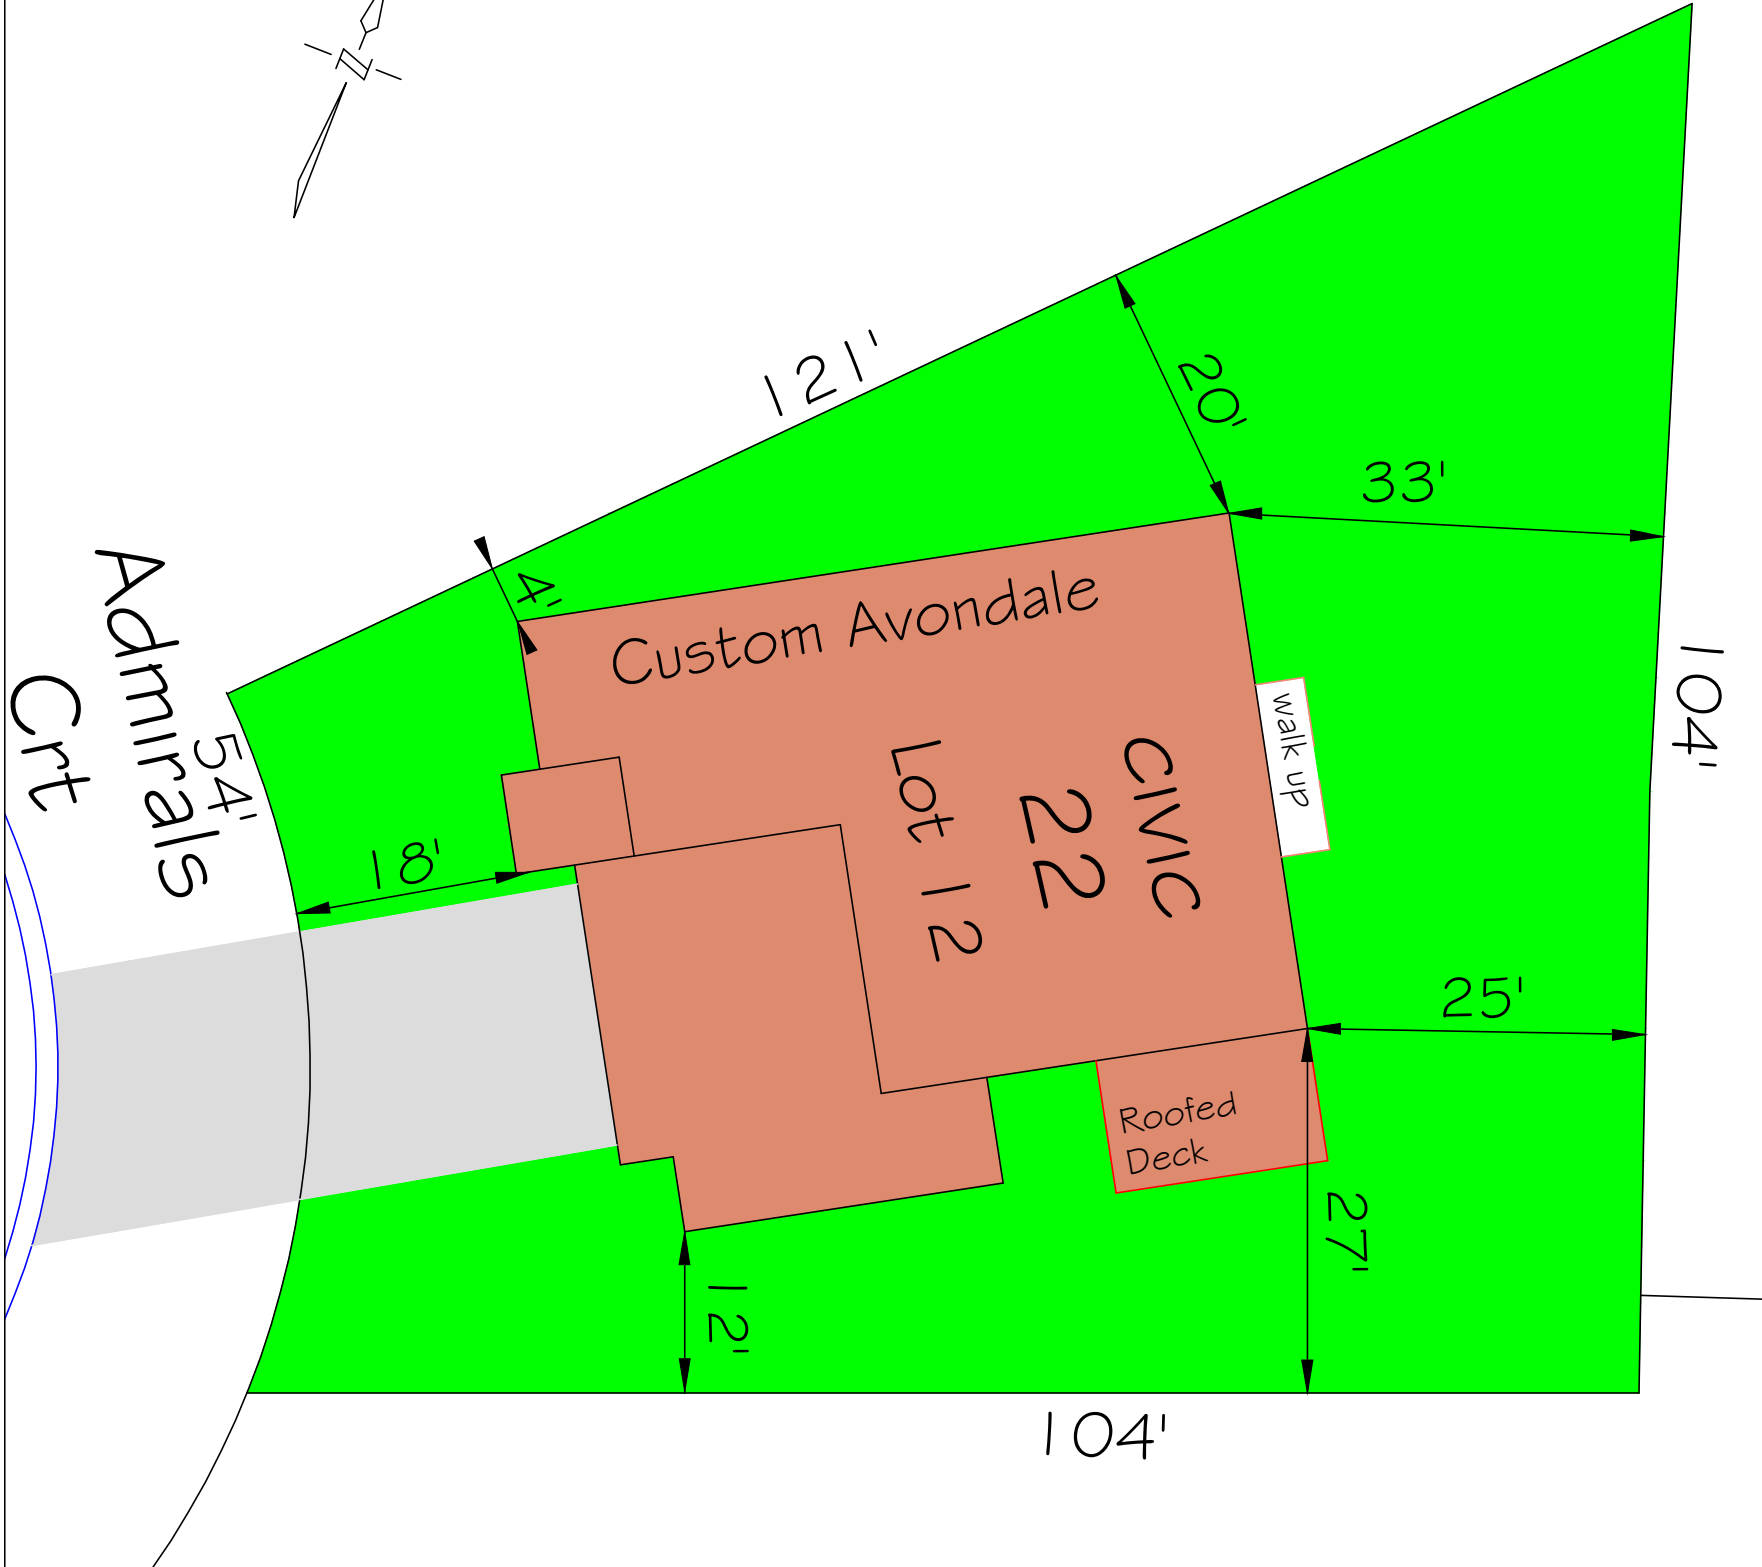 N
121'
20'
33'
4'
Custom Avondale
104'
Admirals
Crt
54'
walk up
CIVIC
22
Lot 12
18'
25'
Roofed
Deck
27'
12'
104'